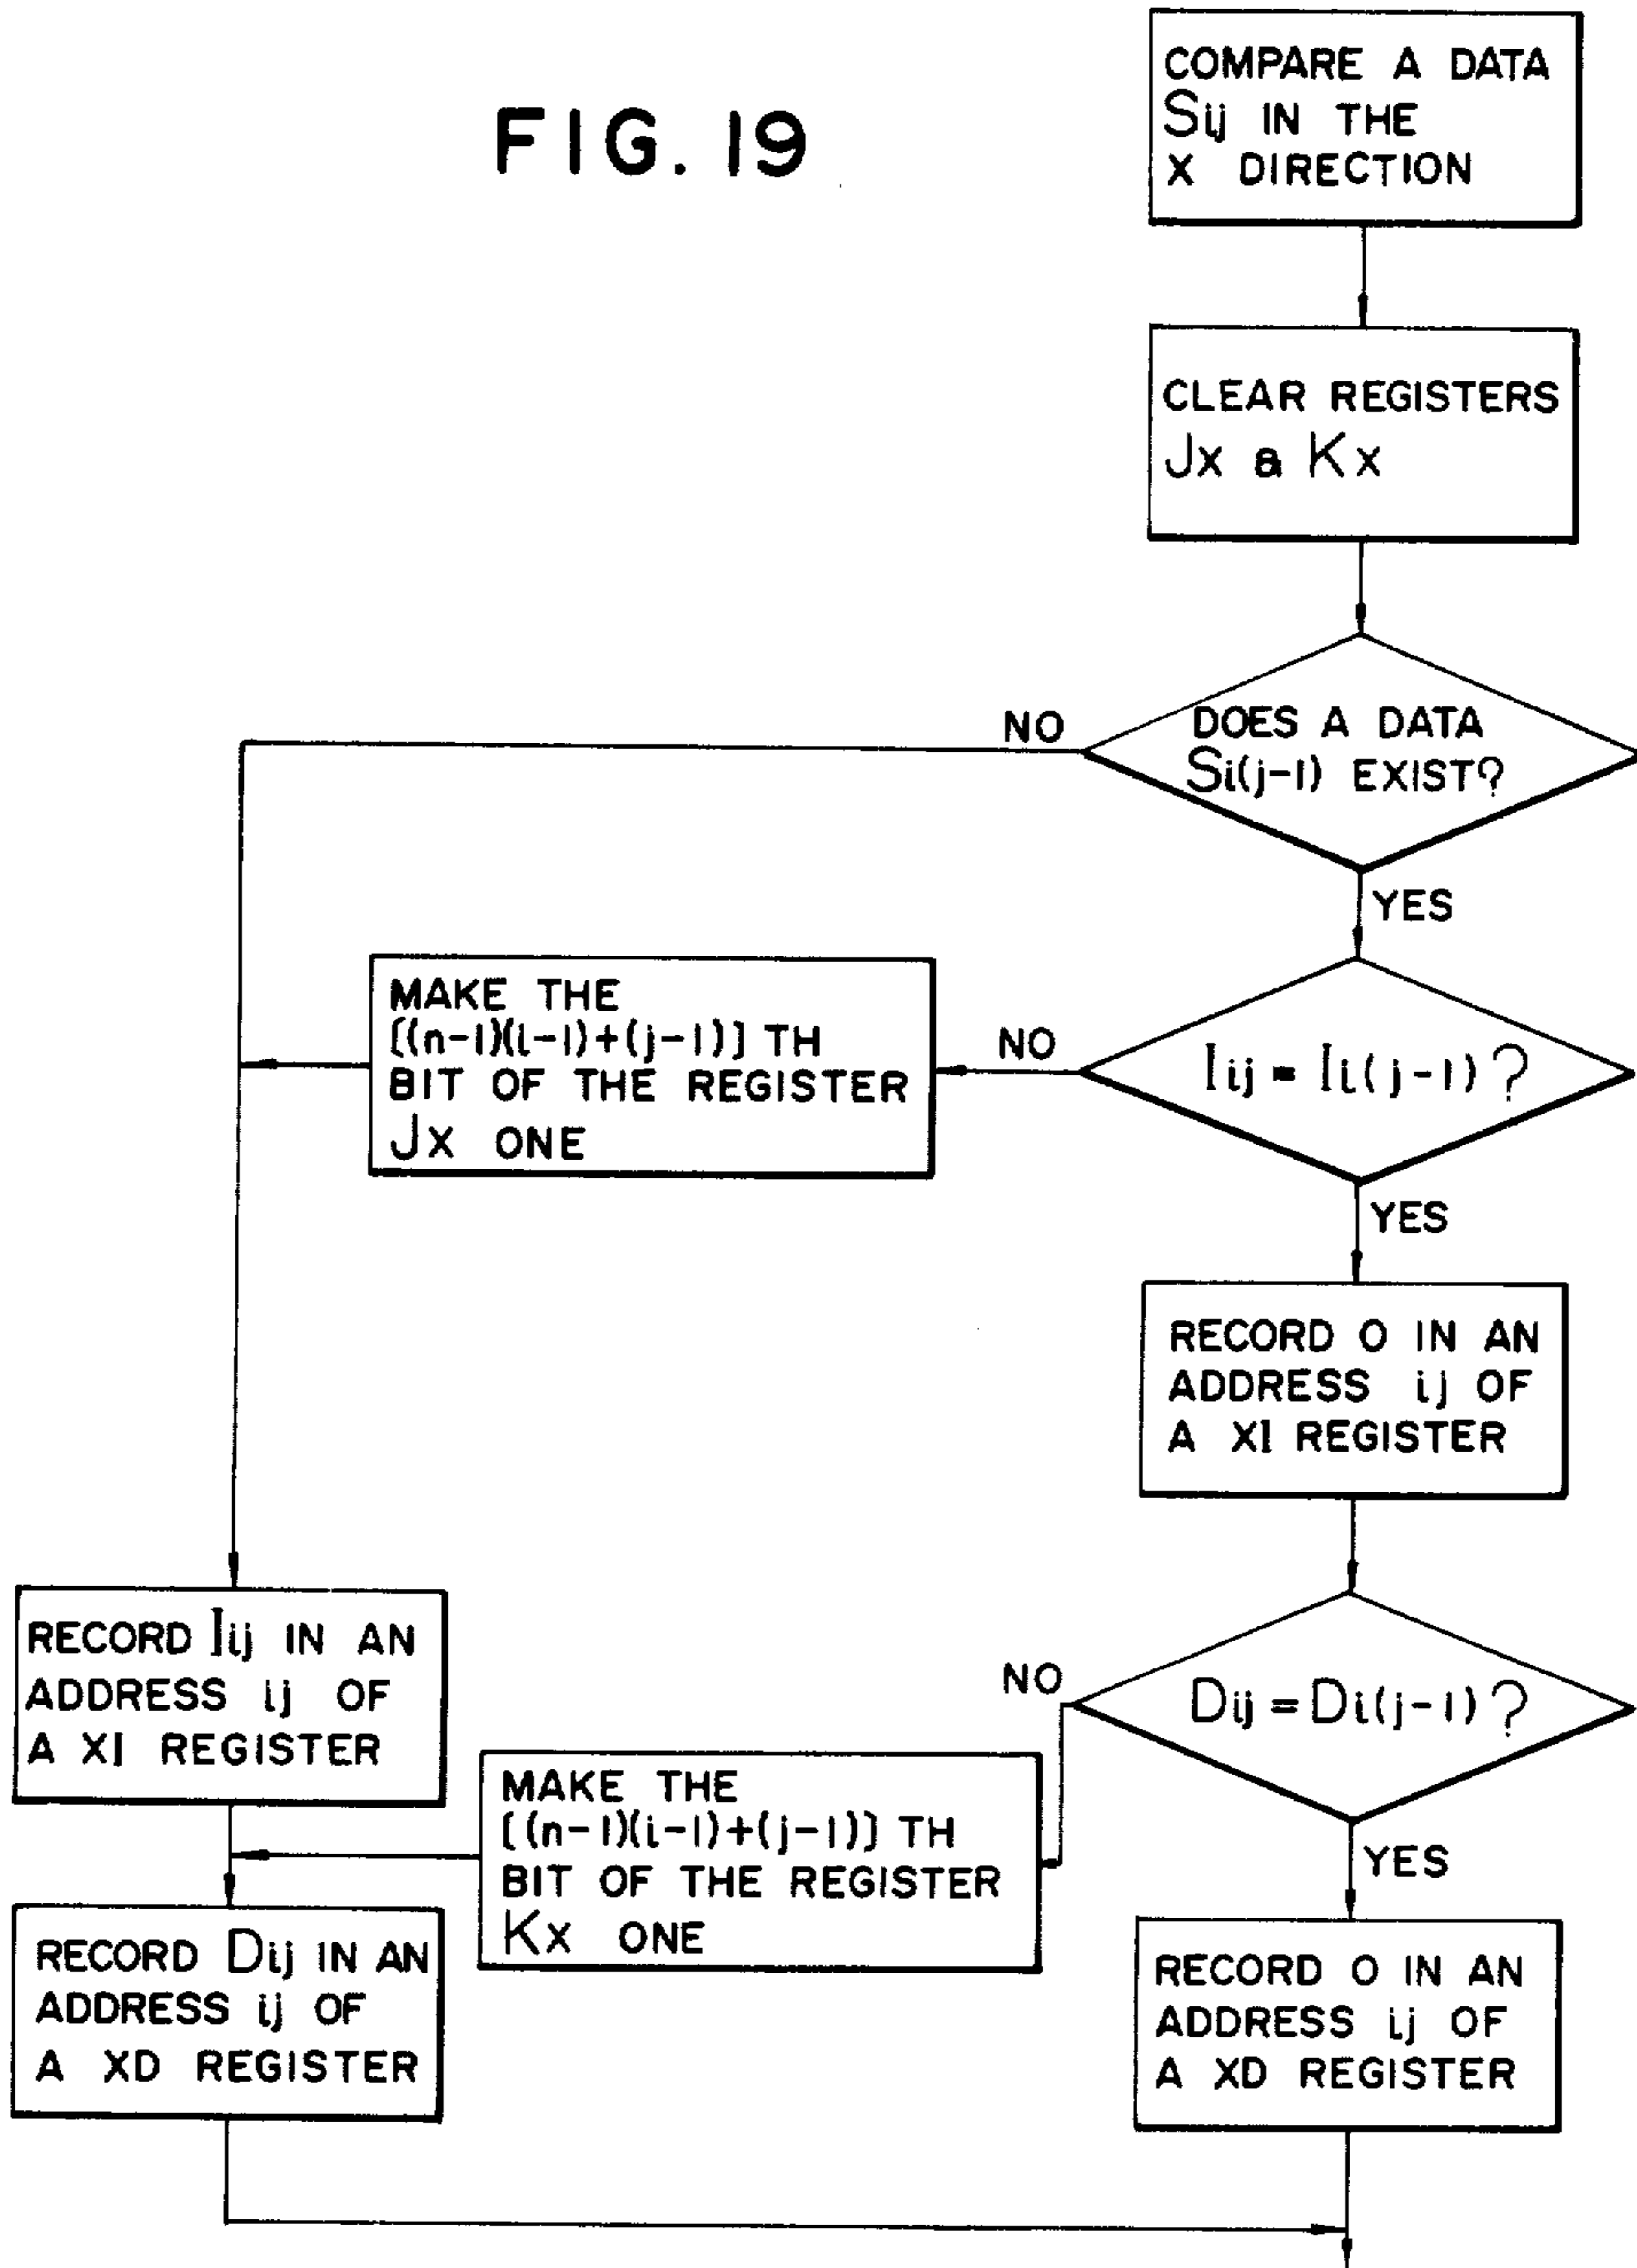 FIG. 19
COMPARE A DATA
Sij IN THE
X DIRECTION
CLEAR REGISTERS
Jx & Kx
DOES A DATA
Si(j-1) EXIST?
NO
YES
MAKE THE
[(n-1)(i-1)+(j-1)] TH
BIT OF THE REGISTER
Jx ONE
NO
Iij = Ii(j-1)?
YES
RECORD O IN AN
ADDRESS ij OF
A XI REGISTER
RECORD Iij IN AN
ADDRESS ij OF
A XI REGISTER
NO
Dij = Di(j-1)?
MAKE THE
[(n-1)(i-1)+(j-1)] TH
BIT OF THE REGISTER
Kx ONE
YES
RECORD Dij IN AN
ADDRESS ij OF
A XD REGISTER
RECORD O IN AN
ADDRESS ij OF
A XD REGISTER